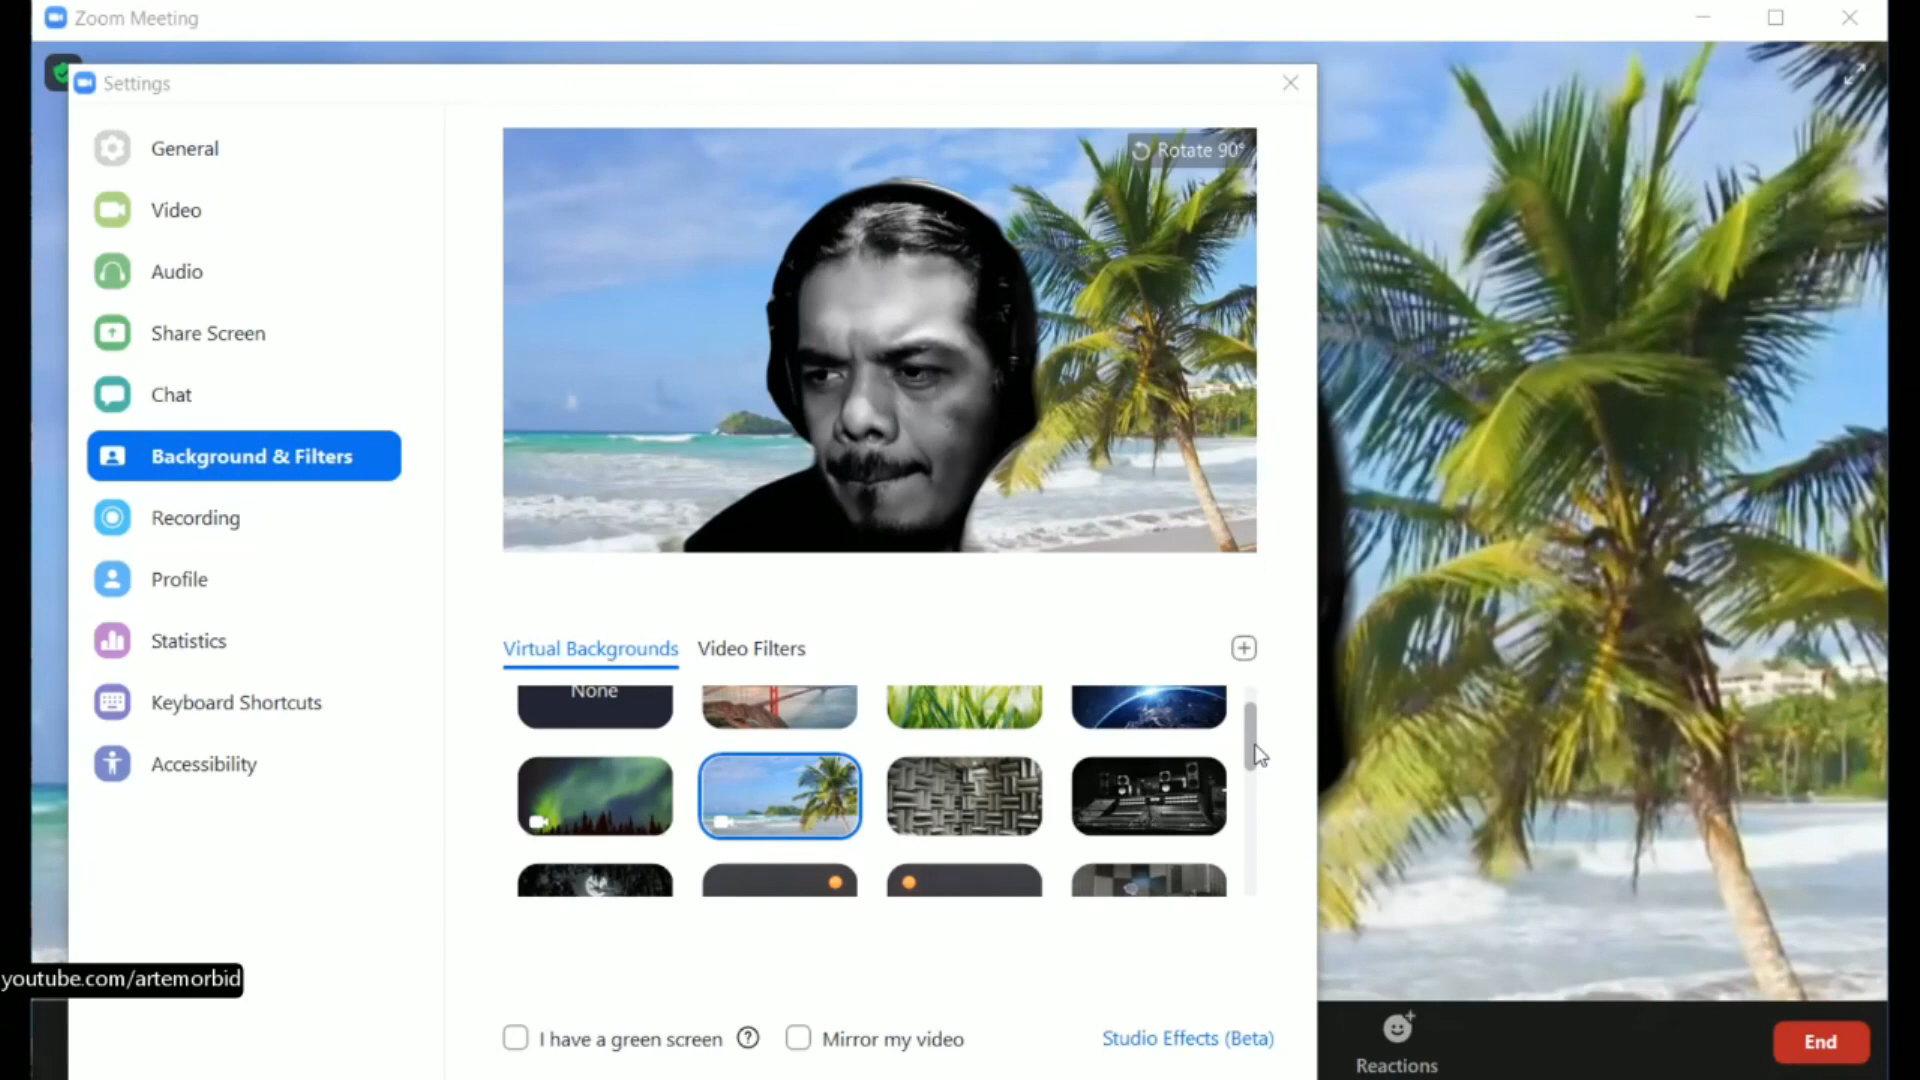 Zoom Meeting
Settings
Rotate 90°
General
Video
Audio
Share Screen
Chat
Background & Filters
Recording
Profile
Statistics
Keyboard Shortcuts
Accessibility
Virtual Backgrounds
Video Filters
None
youtube.com/artemorbid
I have a green screen
?
Mirror my video
Studio Effects (Beta)
Reactions
End